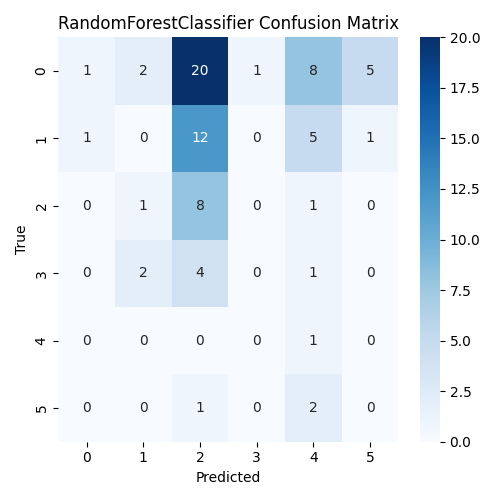 RandomForestClassifier Confusion Matrix
0 1 2 20 1 8 5
1 1 0 12 0 5 1
2 0 1 8 0 1 0
3 0 2 4 0 1 0
4 0 0 0 0 1 0
5 0 0 1 0 2 0
0 1 2 3 4 5
Predicted
True
20.0
17.5
15.0
12.5
10.0
7.5
5.0
2.5
0.0